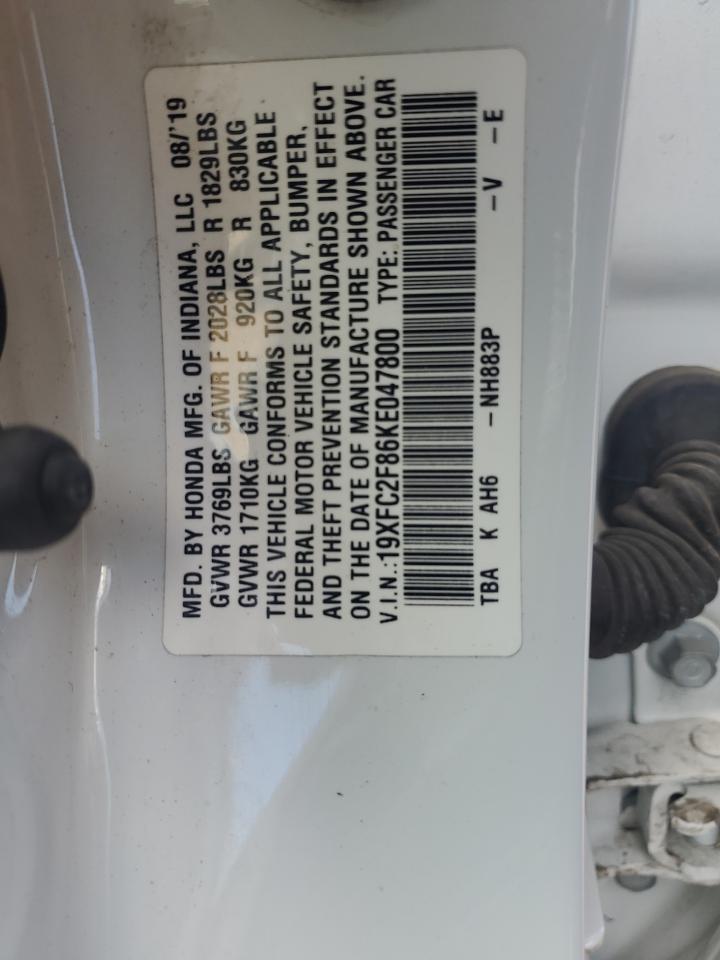 MFD. BY HONDA MFG. OF INDIANA, LLC 08/'19
GVWR 3769LBS GAWR F 2028LBS R 1829LBS
GVWR 1710KG GAWR F 920KG R 830KG
THIS VEHICLE CONFORMS TO ALL APPLICABLE
FEDERAL MOTOR VEHICLE SAFETY, BUMPER,
AND THEFT PREVENTION STANDARDS IN EFFECT
ON THE DATE OF MANUFACTURE SHOWN ABOVE.
V.I.N.:19XFC2F86KE047800 TYPE: PASSENGER CAR
TBA K AH6 -NH883P -V -E